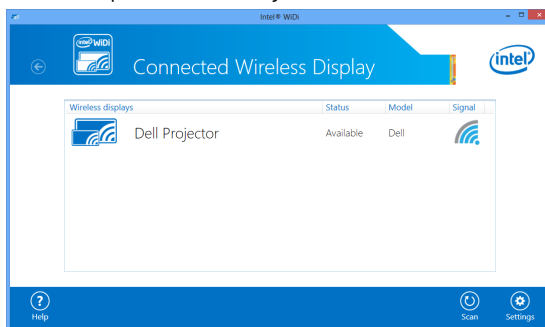 Intel® WiDi
intel WiDi
Connected Wireless Display
intel
Wireless displays Status Model Signal
Dell Projector Available Dell
? 
Help Scan Settings